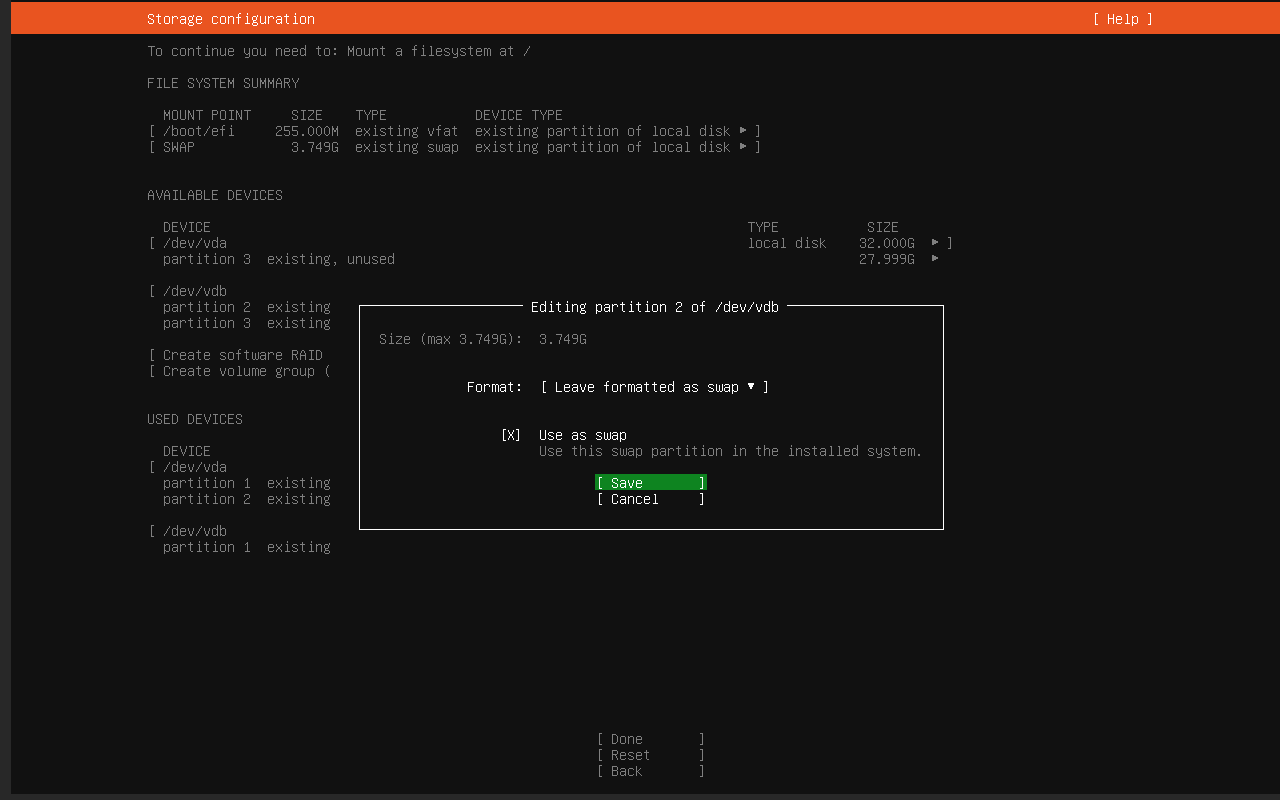 Storage configuration [ Help ]
To continue you need to: Mount a filesystem at /
FILE SYSTEM SUMMARY
MOUNT POINT SIZE TYPE DEVICE TYPE
[ /boot/efi 255.000M existing vfat existing partition of local disk ▸ ]
[ SWAP 3.749G existing swap existing partition of local disk ▸ ]
AVAILABLE DEVICES
DEVICE TYPE SIZE
[ /dev/vda local disk 32.000G ▸ ]
partition 3 existing, unused 27.999G ▸
[ /dev/vdb
partition 2 existing
partition 3 existing
Editing partition 2 of /dev/vdb
Size (max 3.749G): 3.749G
Format: [ Leave formatted as swap ▾ ]
[X] Use as swap
Use this swap partition in the installed system.
[ Save ]
[ Cancel ]
[ Create software RAID
[ Create volume group (
USED DEVICES
DEVICE
[ /dev/vda
partition 1 existing
partition 2 existing
[ /dev/vdb
partition 1 existing
[ Done ]
[ Reset ]
[ Back ]